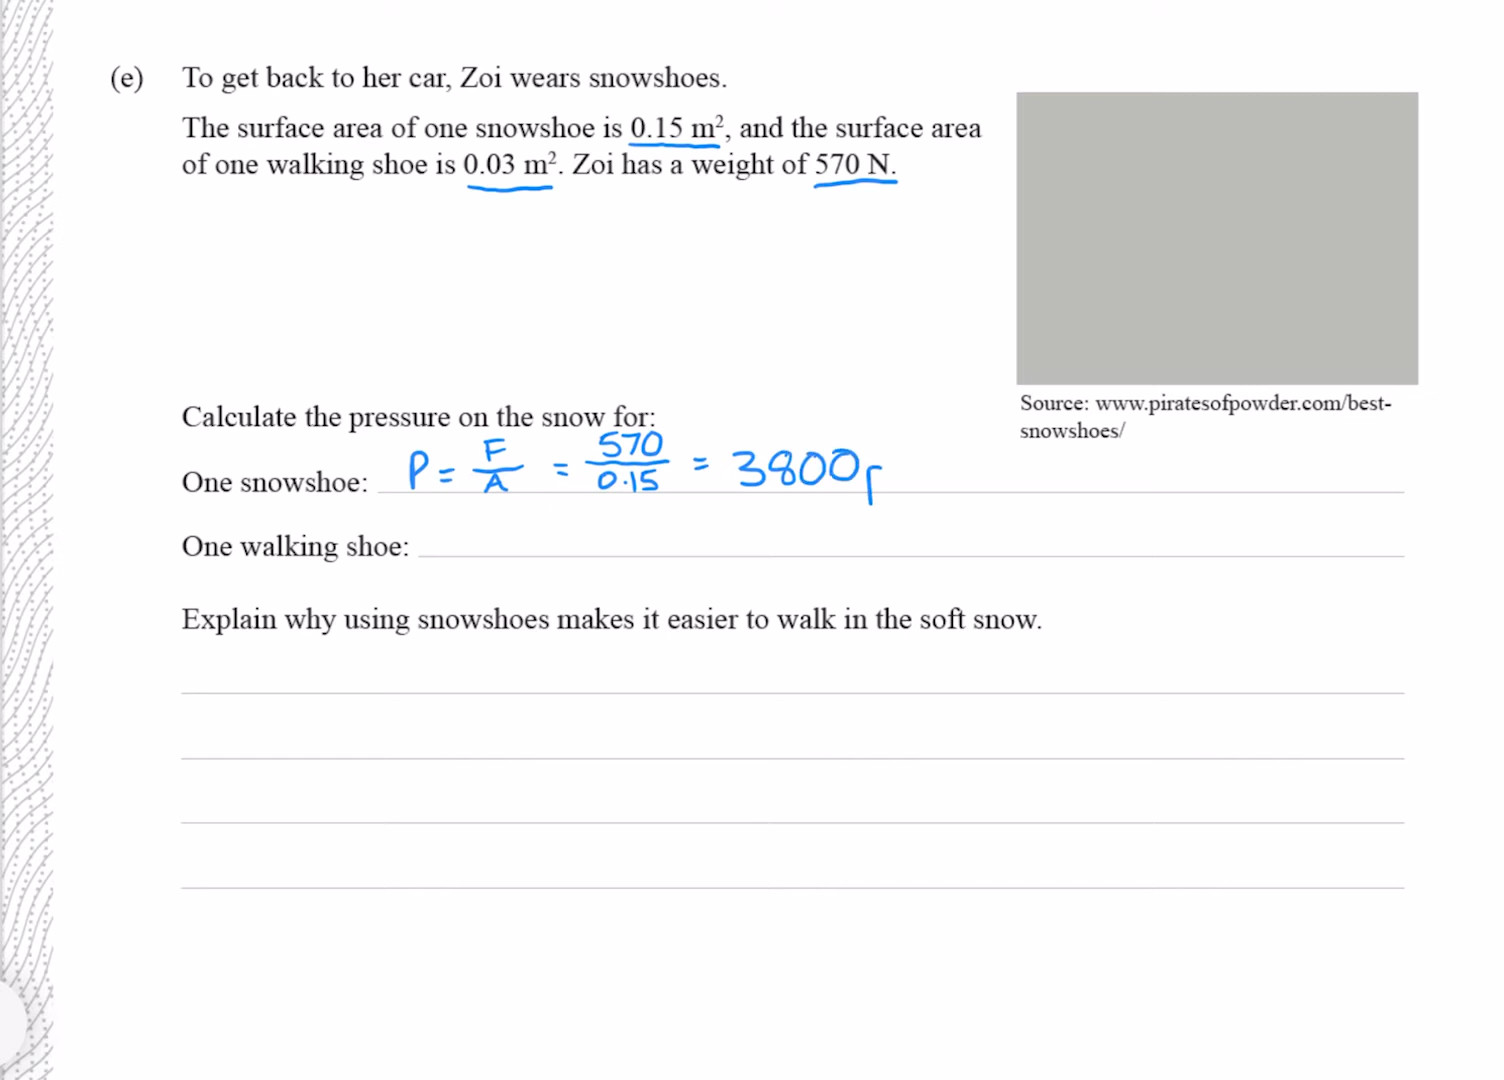 (e) To get back to her car, Zoi wears snowshoes.
The surface area of one snowshoe is 0.15 m², and the surface area
of one walking shoe is 0.03 m². Zoi has a weight of 570 N.
Source: www.piratesofpowder.com/best-
snowshoes/
Calculate the pressure on the snow for:
One snowshoe: P = F/A = 570/0.15 = 3800
One walking shoe:
Explain why using snowshoes makes it easier to walk in the soft snow.